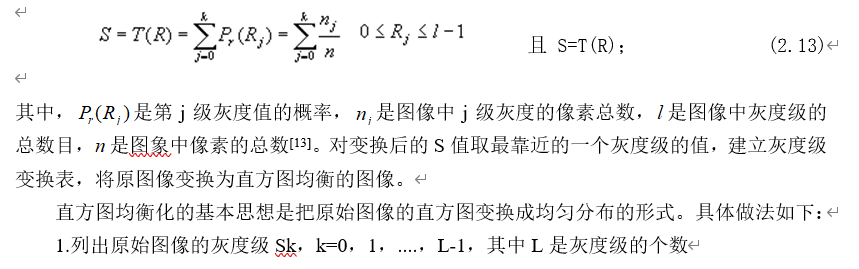 S = T(R) = \sum_{j=0}^{k} P_r(R_j) = \sum_{j=0}^{k} \frac{n_j}{n}   0 ≤ R_j ≤ l − 1   且 S=T(R);   (2.13)
其中，P_r(R_j)是第 j 级灰度值的概率，n_j是图像中 j 级灰度的像素总数，l是图像中灰度级的
总数目，n是图象中像素的总数[13]。对变换后的 S 值取最靠近的一个灰度级的值，建立灰度级
变换表，将原图像变换为直方图均衡的图像。
直方图均衡化的基本思想是把原始图像的直方图变换成均匀分布的形式。具体做法如下：
1.列出原始图像的灰度级 Sk，k=0，1，....，L-1，其中 L 是灰度级的个数